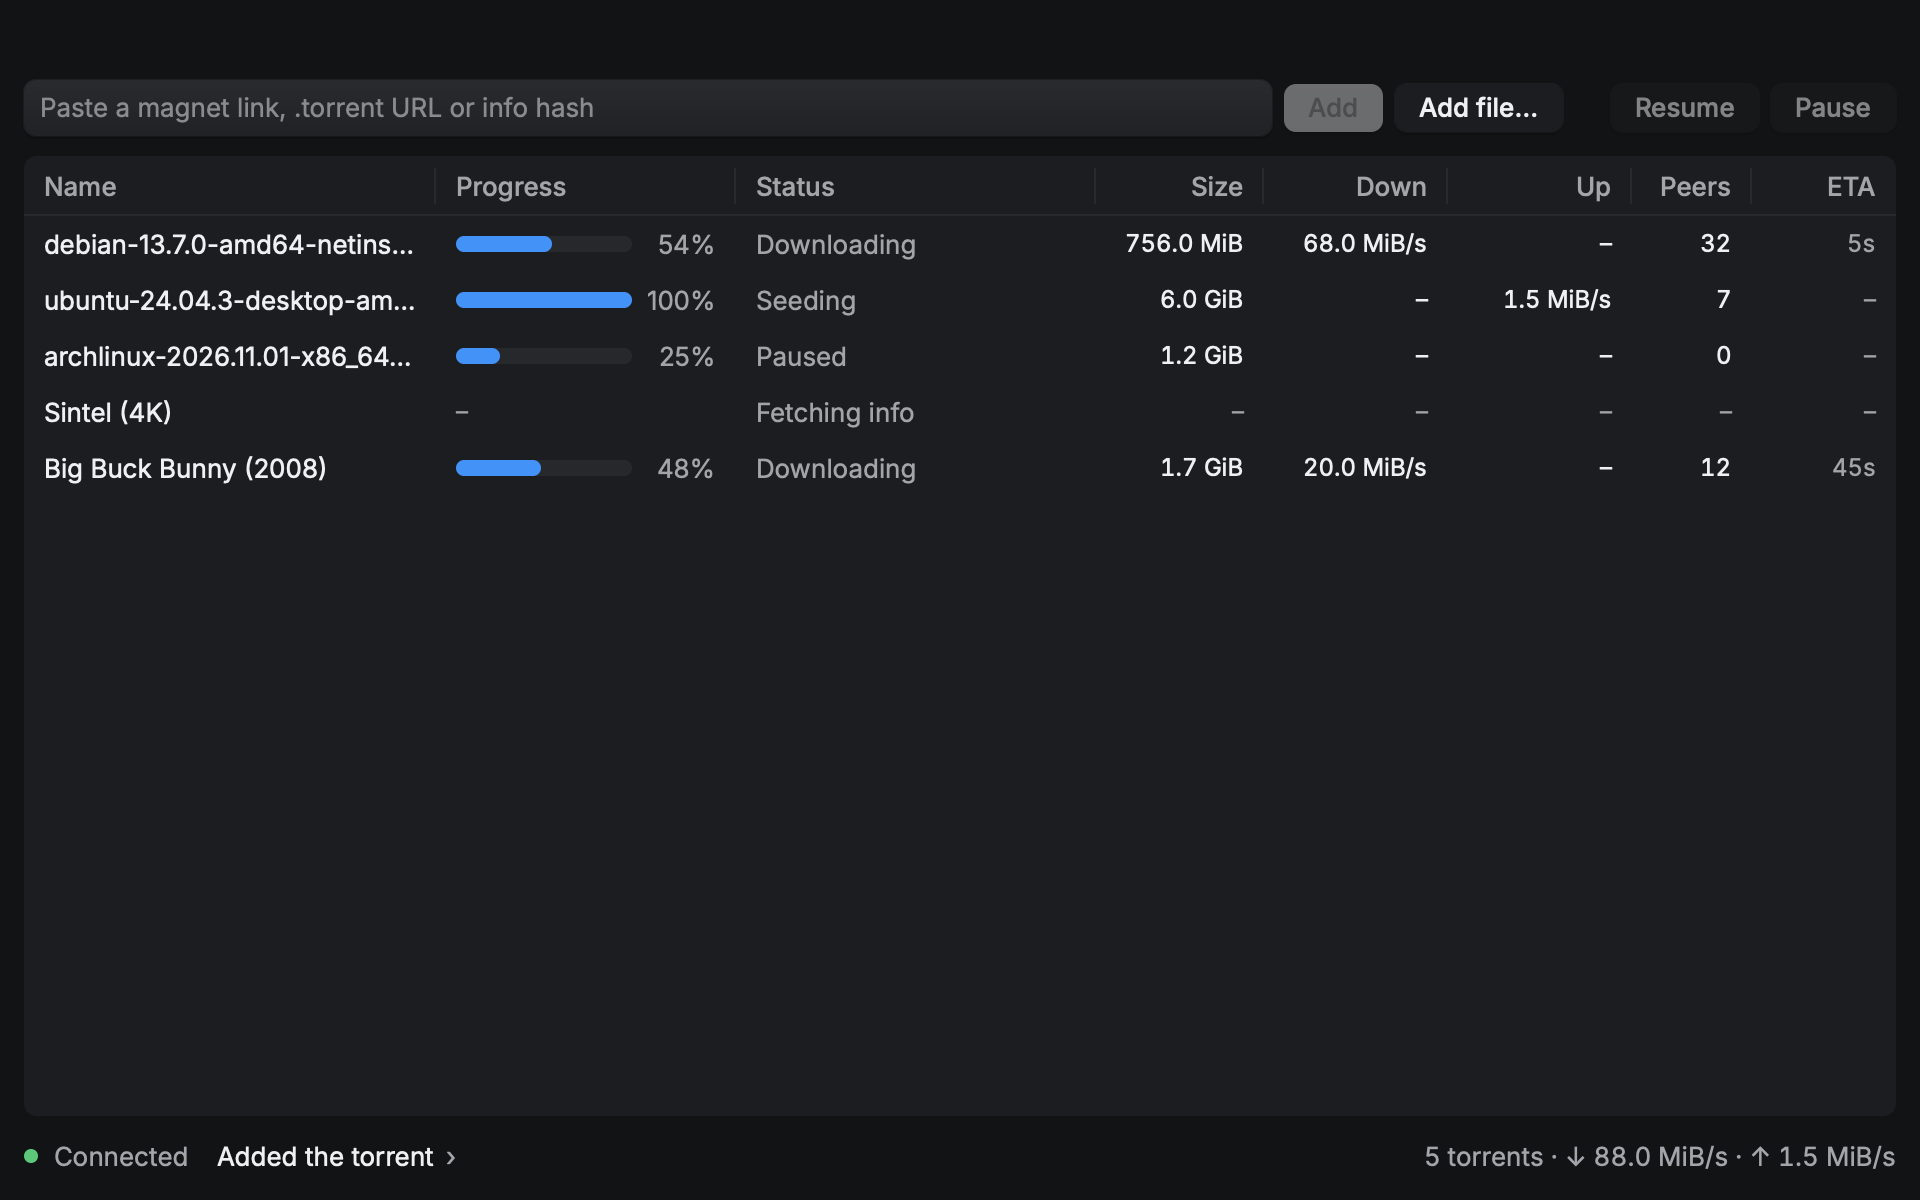 Paste a magnet link, .torrent URL or info hash Add Add file... Resume Pause
Name Progress Status Size Down Up Peers ETA
debian-13.7.0-amd64-netins... 54% Downloading 756.0 MiB 68.0 MiB/s – 32 5s
ubuntu-24.04.3-desktop-am... 100% Seeding 6.0 GiB – 1.5 MiB/s 7 –
archlinux-2026.11.01-x86_64... 25% Paused 1.2 GiB – – 0 –
Sintel (4K) – Fetching info – – – – –
Big Buck Bunny (2008) 48% Downloading 1.7 GiB 20.0 MiB/s – 12 45s
Connected Added the torrent › 5 torrents · ↓ 88.0 MiB/s · ↑ 1.5 MiB/s